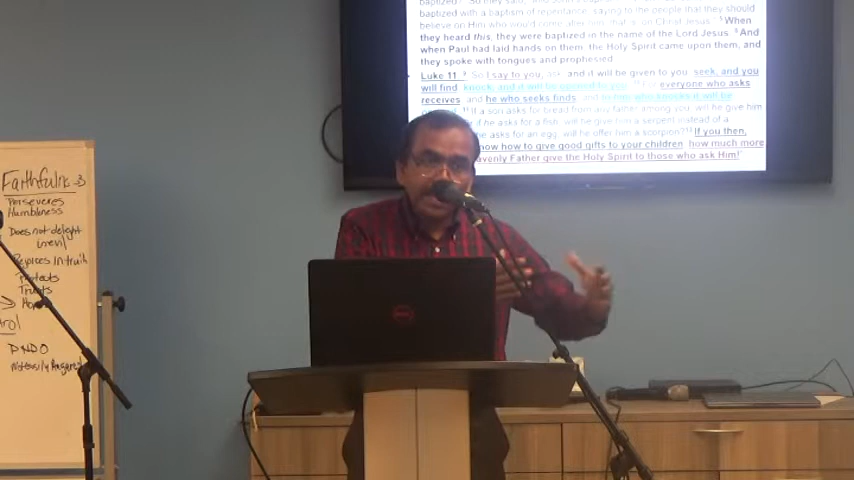 baptized with a baptism of repentance, saying to the people that they should
believe on Him who would come after him, that is, on Christ Jesus." 5 When
they heard this, they were baptized in the name of the Lord Jesus. 6 And
when Paul had laid hands on them, the Holy Spirit came upon them, and
they spoke with tongues and prophesied.
Luke 11 9 So I say to you, ask, and it will be given to you; seek, and you
will find; knock, and it will be opened to you. 10 For everyone who asks
receives, and he who seeks finds, and to him who knocks it will be
If a son asks for bread from any father among you, will he give him
if he asks for a fish, will he give him a serpent instead of a
he asks for an egg, will he offer him a scorpion? 13 If you then,
know how to give good gifts to your children, how much more
Father give the Holy Spirit to those who ask Him!"
Perseveres
Humbleness
Does not delight
in evil
Rejoices in truth
Protects
Trusts
DELL